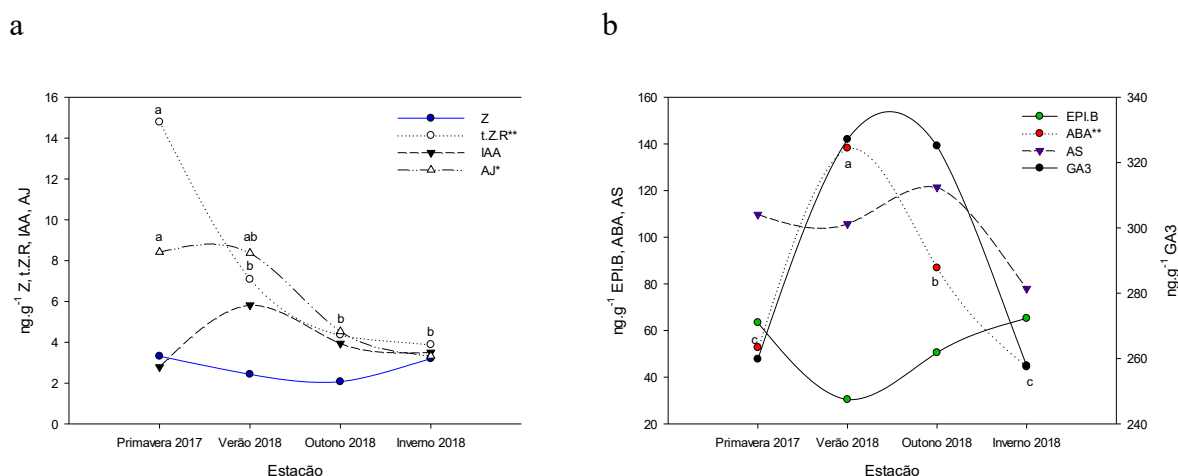 a
b
16
14
12
10
8
6
4
2
0
ng.g-1 Z, t.Z.R, IAA, AJ
Z
t.Z.R**
IAA
AJ*
a
a
ab
b
b
b
Primavera 2017 Verão 2018 Outono 2018 Inverno 2018
Estação
160
140
120
100
80
60
40
20
ng.g-1 EPI.B, ABA, AS
EPI.B
ABA**
AS
GA3
c
a
b
c
340
320
300
280
260
240
ng.g-1 GA3
Primavera 2017 Verão 2018 Outono 2018 Inverno 2018
Estação